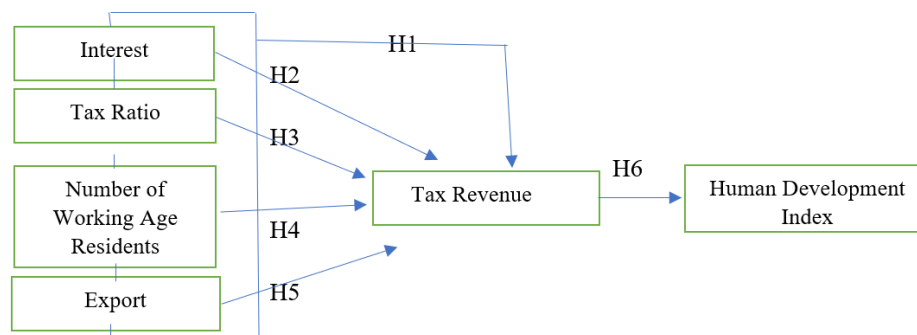 Interest
H1
H2
Tax Ratio
H3
Number of
Working Age
Residents
Tax Revenue
H6
Human Development
Index
H4
Export
H5